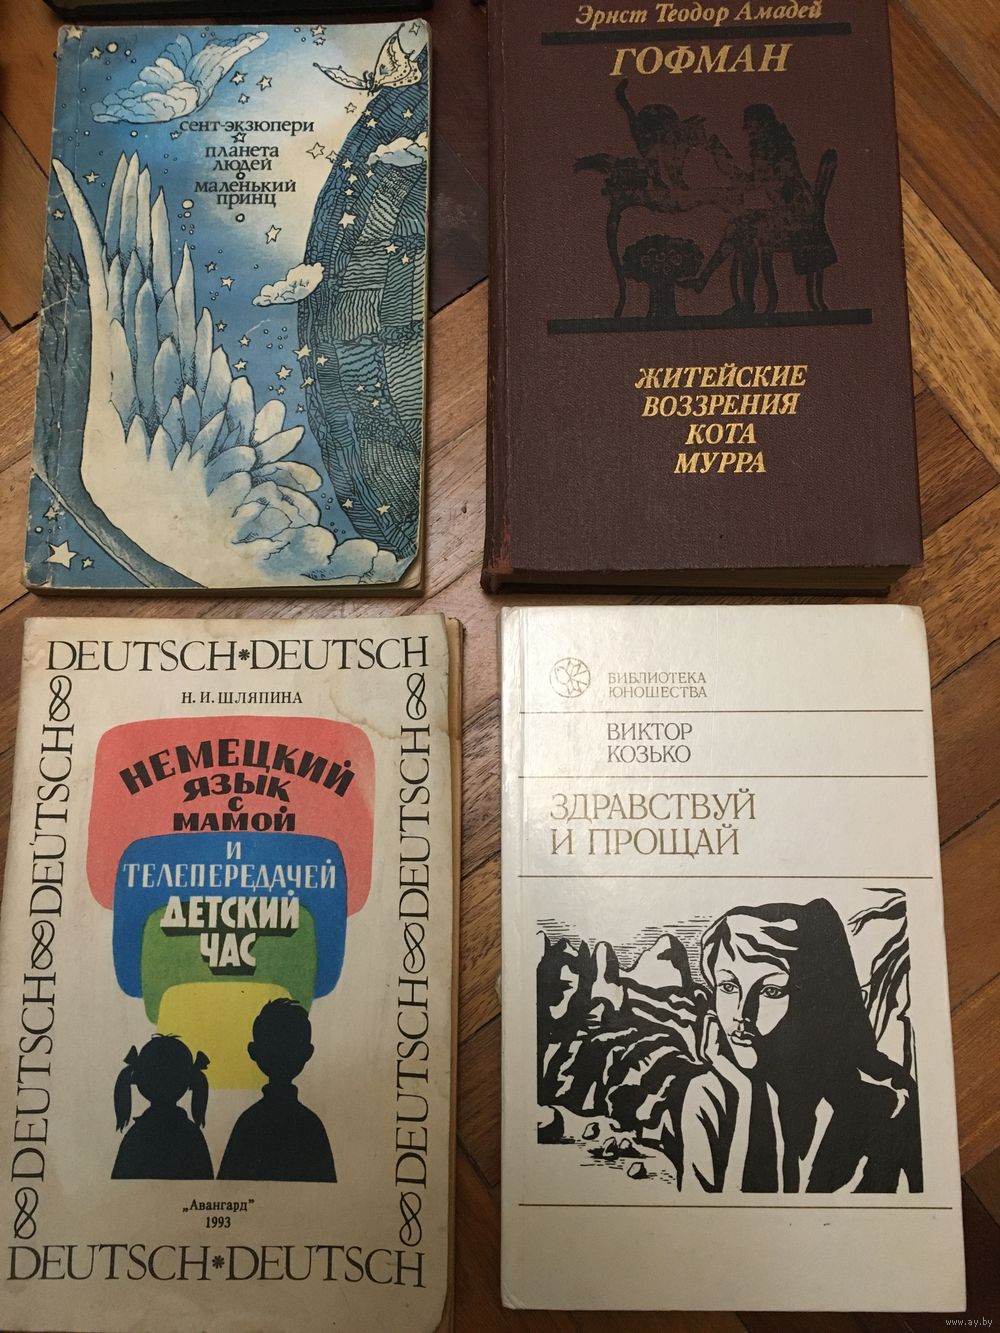 сент-экзюпери
планета
людей
маленький
принц
Эрнст Теодор Амадей
ГОФМАН
ЖИТЕЙСКИЕ
ВОЗЗРЕНИЯ
КОТА
МУРРА
DEUTSCH*DEUTSCH
Н. И. ШЛЯПИНА
НЕМЕЦКИЙ
ЯЗЫК
С
МАМОЙ
И
ТЕЛЕПЕРЕДАЧЕЙ
ДЕТСКИЙ
ЧАС
DEUTSCH
DEUTSCH
DEUTSCH
DEUTSCH
DEUTSCH
DEUTSCH
„Авангард"
1993
DEUTSCH*DEUTSCH
БИБЛИОТЕКА
ЮНОШЕСТВА
ВИКТОР
КОЗЬКО
ЗДРАВСТВУЙ
И ПРОЩАЙ
www.ay.by